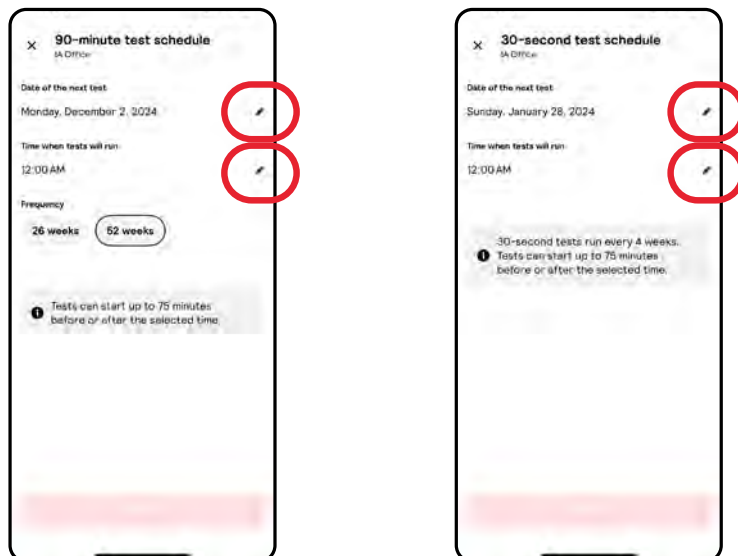 90-minute test schedule
IA Office
Date of the next test
Monday, December 2, 2024
Time when tests will run
12:00 AM
Frequency
26 weeks
52 weeks
Tests can start up to 75 minutes
before or after the selected time.
30-second test schedule
IA Office
Date of the next test
Sunday, January 28, 2024
Time when tests will run
12:00 AM
30-second tests run every 4 weeks.
Tests can start up to 75 minutes
before or after the selected time.